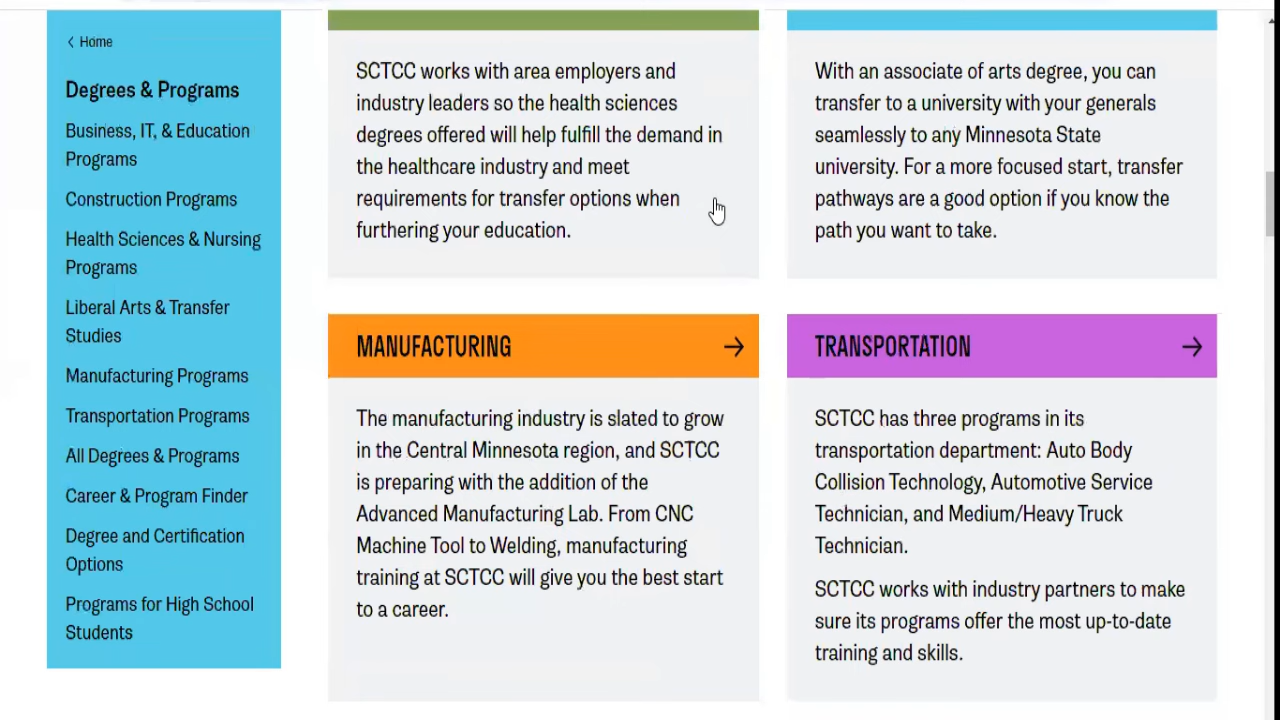 Home
Degrees & Programs
Business, IT, & Education
Programs
Construction Programs
Health Sciences & Nursing
Programs
Liberal Arts & Transfer
Studies
Manufacturing Programs
Transportation Programs
All Degrees & Programs
Career & Program Finder
Degree and Certification
Options
Programs for High School
Students
SCTCC works with area employers and
industry leaders so the health sciences
degrees offered will help fulfill the demand in
the healthcare industry and meet
requirements for transfer options when
furthering your education.
With an associate of arts degree, you can
transfer to a university with your generals
seamlessly to any Minnesota State
university. For a more focused start, transfer
pathways are a good option if you know the
path you want to take.
MANUFACTURING
The manufacturing industry is slated to grow
in the Central Minnesota region, and SCTCC
is preparing with the addition of the
Advanced Manufacturing Lab. From CNC
Machine Tool to Welding, manufacturing
training at SCTCC will give you the best start
to a career.
TRANSPORTATION
SCTCC has three programs in its
transportation department: Auto Body
Collision Technology, Automotive Service
Technician, and Medium/Heavy Truck
Technician.
SCTCC works with industry partners to make
sure its programs offer the most up-to-date
training and skills.